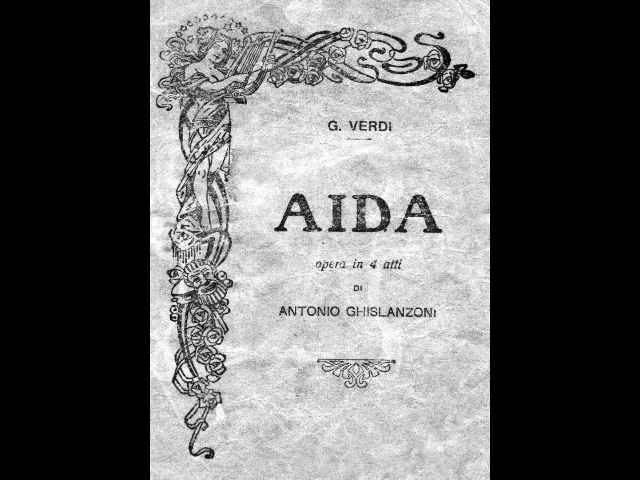 G. VERDI
AIDA
opera in 4 atti
DI
ANTONIO GHISLANZONI